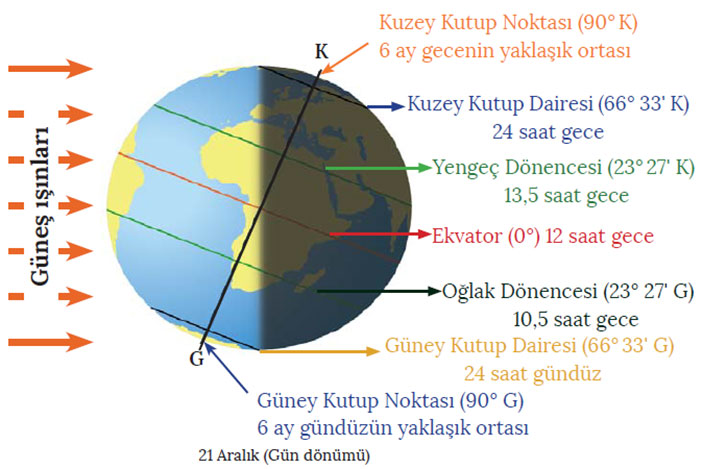 Kuzey Kutup Noktası (90° K)
6 ay gecenin yaklaşık ortası
K
Kuzey Kutup Dairesi (66° 33' K)
24 saat gece
Güneş ışınları
Yengeç Dönencesi (23° 27' K)
13,5 saat gece
Ekvator (0°) 12 saat gece
Oğlak Dönencesi (23° 27' G)
10,5 saat gece
Güney Kutup Dairesi (66° 33' G)
24 saat gündüz
G
Güney Kutup Noktası (90° G)
6 ay gündüzün yaklaşık ortası
21 Aralık (Gün dönümü)